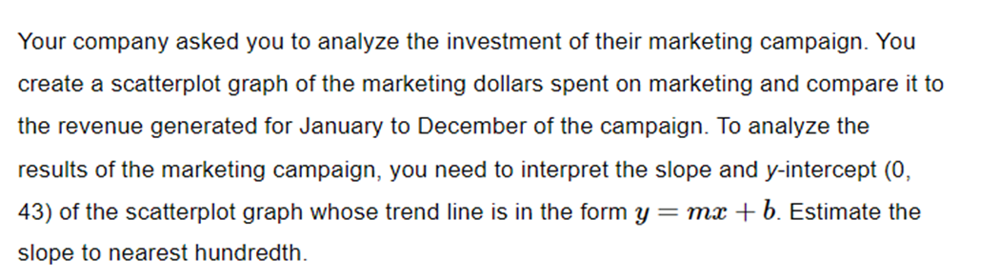 Your company asked you to analyze the investment of their marketing campaign. You
create a scatterplot graph of the marketing dollars spent on marketing and compare it to
the revenue generated for January to December of the campaign. To analyze the
results of the marketing campaign, you need to interpret the slope and y-intercept (0,
43) of the scatterplot graph whose trend line is in the form y = mx + b. Estimate the
slope to nearest hundredth.